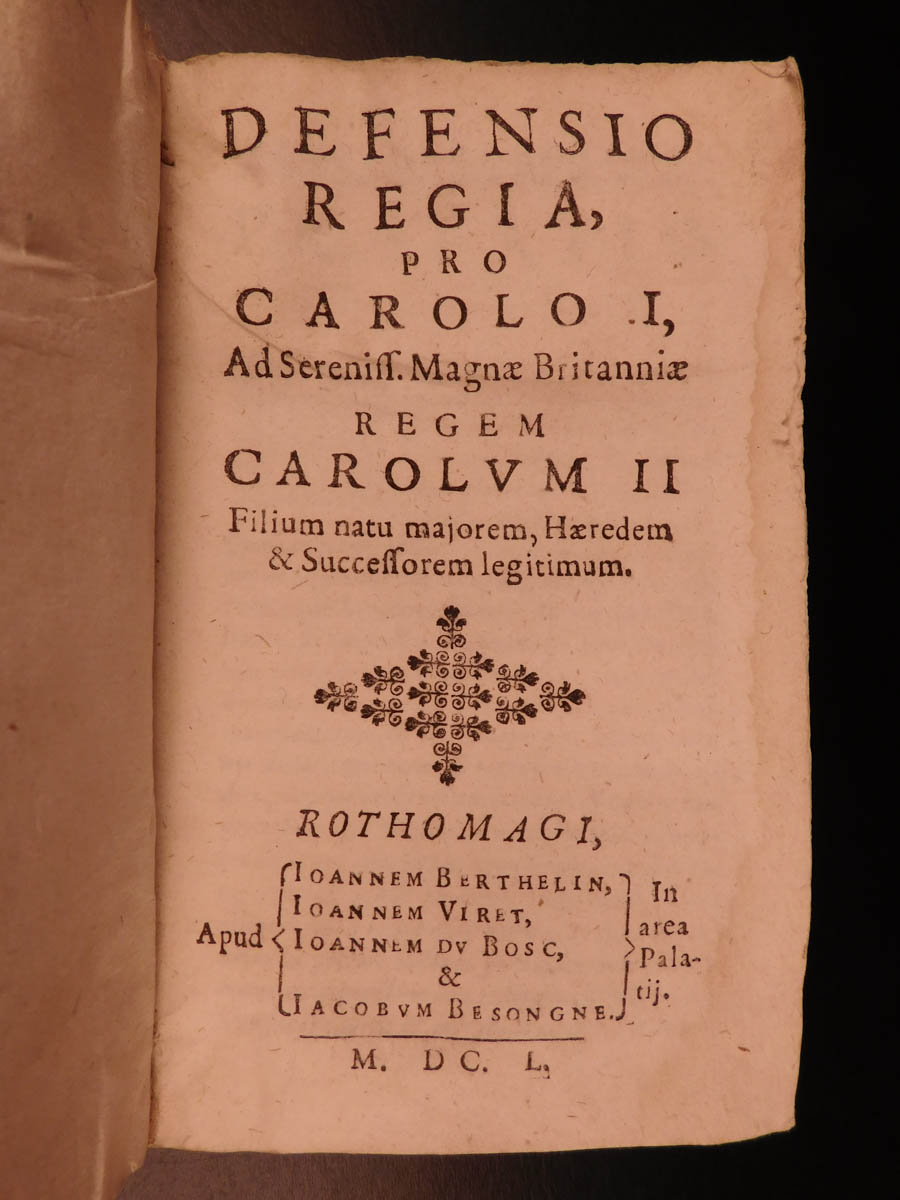 DEFENSIO
REGIA,
PRO
CAROLO I,
Ad Sereniſſ. Magnæ Britanniæ
REGEM
CAROLVM II
Filium natu majorem, Hæredem
& Succeſſorem legitimum.
ROTHOMAGI,
Apud
IOANNEM BERTHELIN,
IOANNEM VIRET,
IOANNEM DV BOSC,
&
IACOBVM BESONGNE.
In
area
Pala-
tij.
M. DC. L.